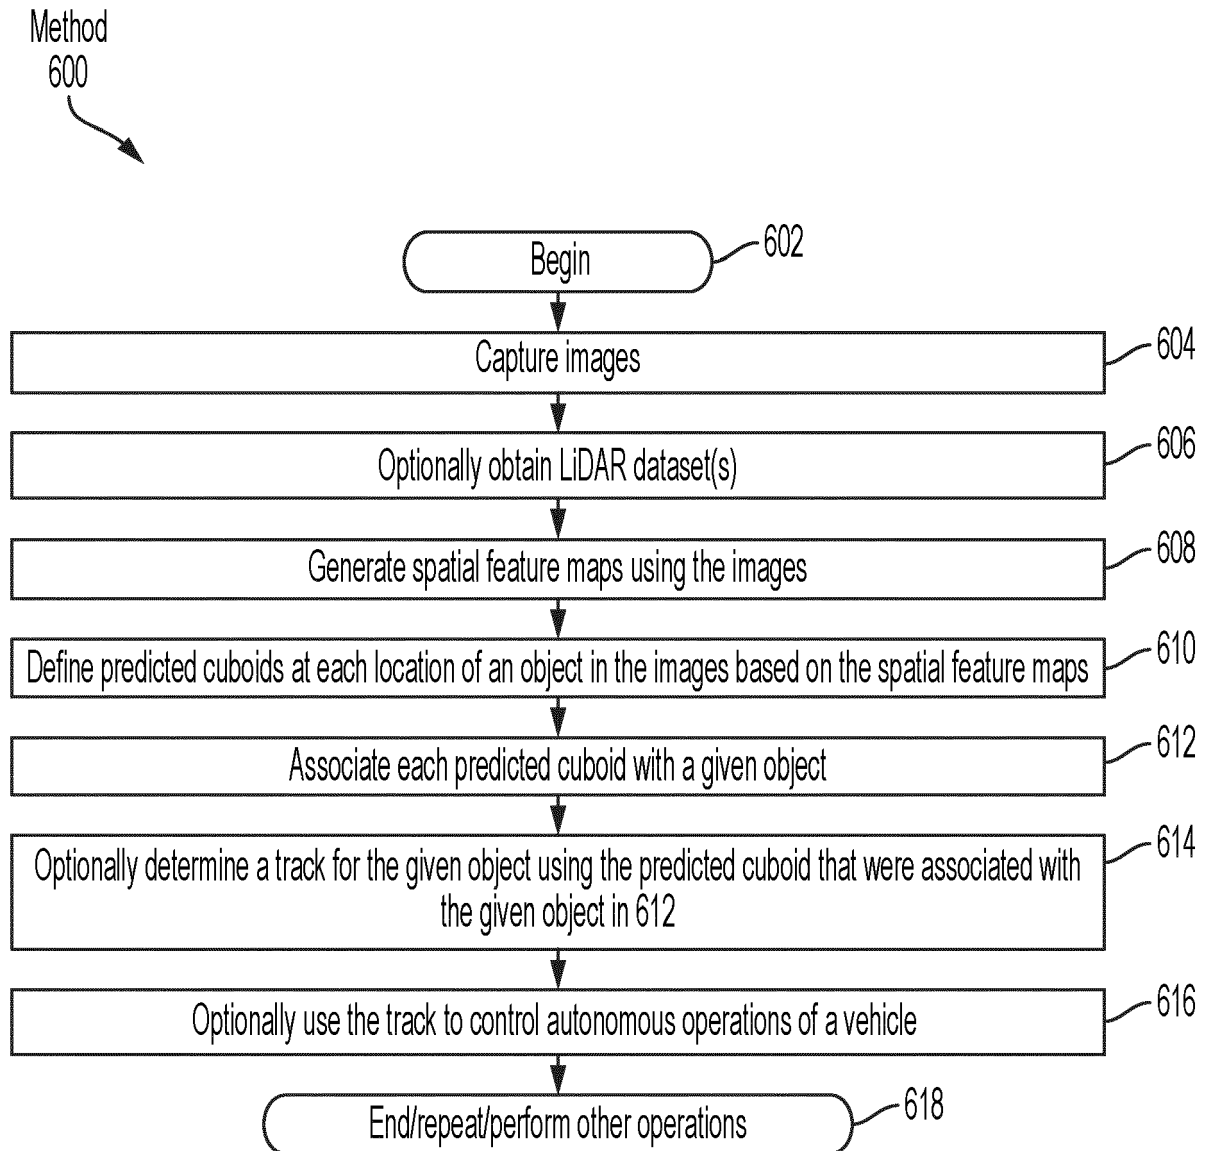 Method
600
Begin
602
Capture images
604
Optionally obtain LiDAR dataset(s)
606
Generate spatial feature maps using the images
608
Define predicted cuboids at each location of an object in the images based on the spatial feature maps
610
Associate each predicted cuboid with a given object
612
Optionally determine a track for the given object using the predicted cuboid that were associated with
the given object in 612
614
Optionally use the track to control autonomous operations of a vehicle
616
End/repeat/perform other operations
618